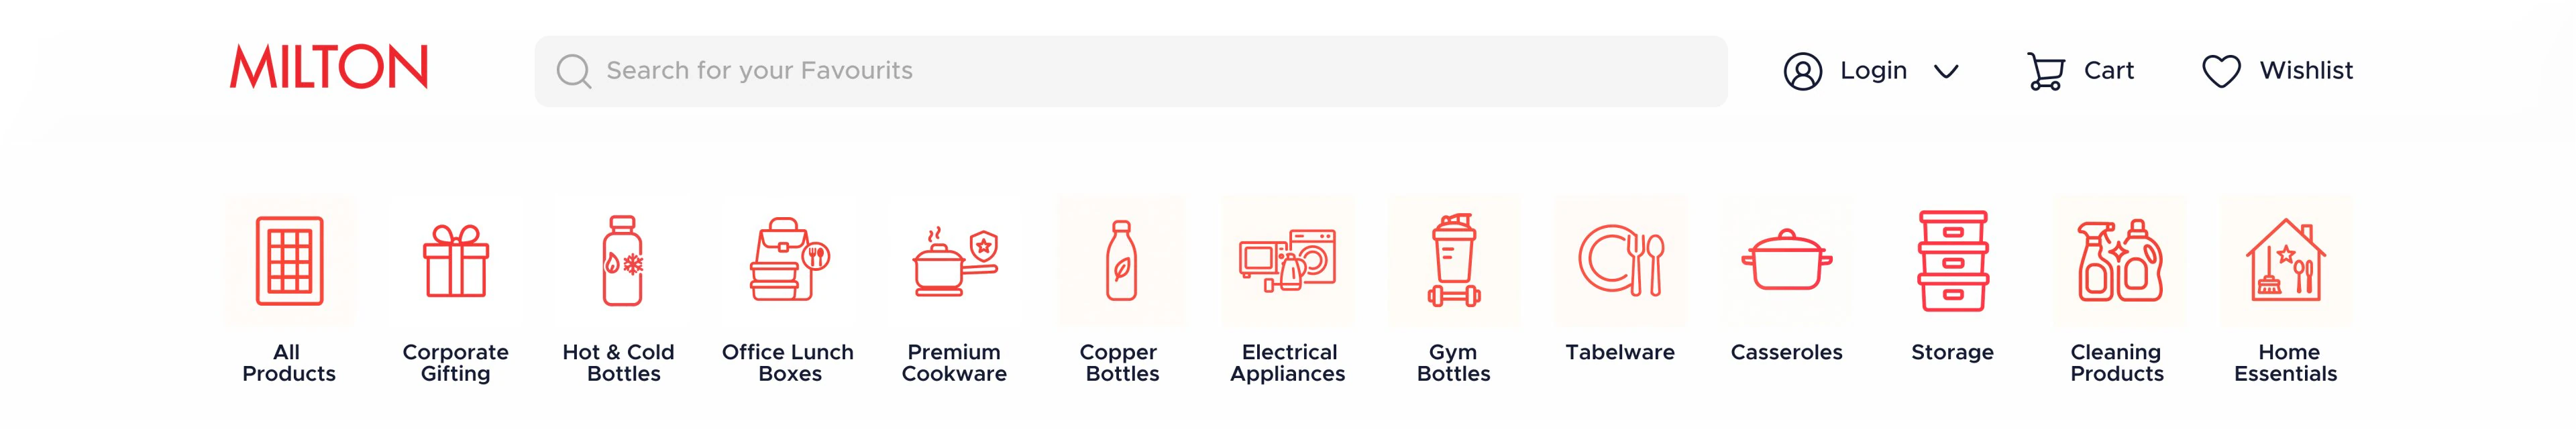 MILTON
Search for your Favourits
Login
Cart
Wishlist
All
Products
Corporate
Gifting
Hot & Cold
Bottles
Office Lunch
Boxes
Premium
Cookware
Copper
Bottles
Electrical
Appliances
Gym
Bottles
Tabelware
Casseroles
Storage
Cleaning
Products
Home
Essentials